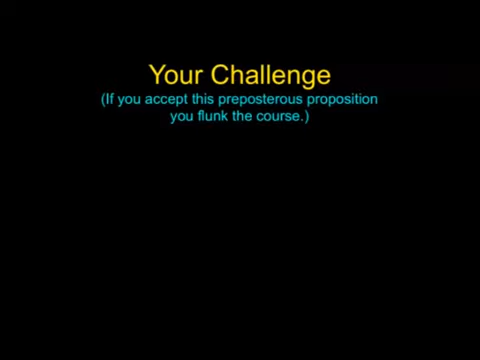 Your Challenge
(If you accept this preposterous proposition
you flunk the course.)